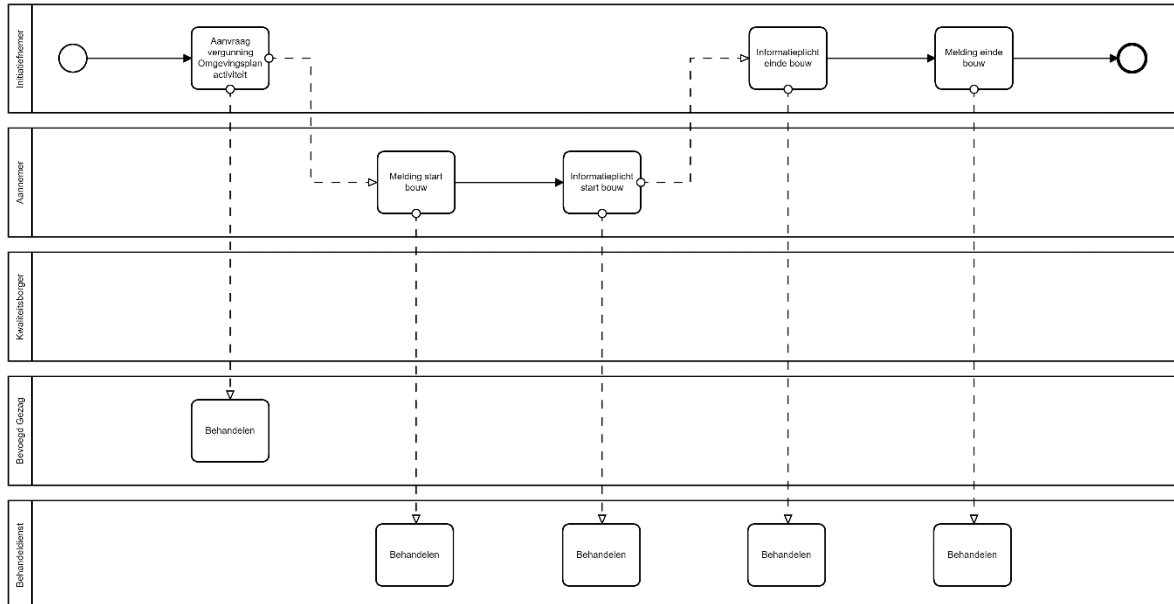 Initiatiefnemer
Aanvraag
vergunning
Omgevingsplan
activiteit
Informatieplicht
einde bouw
Melding einde
bouw
Aannemer
Melding start
bouw
Informatieplicht
start bouw
Kwaliteitsborger
Bevoegd Gezag
Behandelen
Behandeldienst
Behandelen
Behandelen
Behandelen
Behandelen